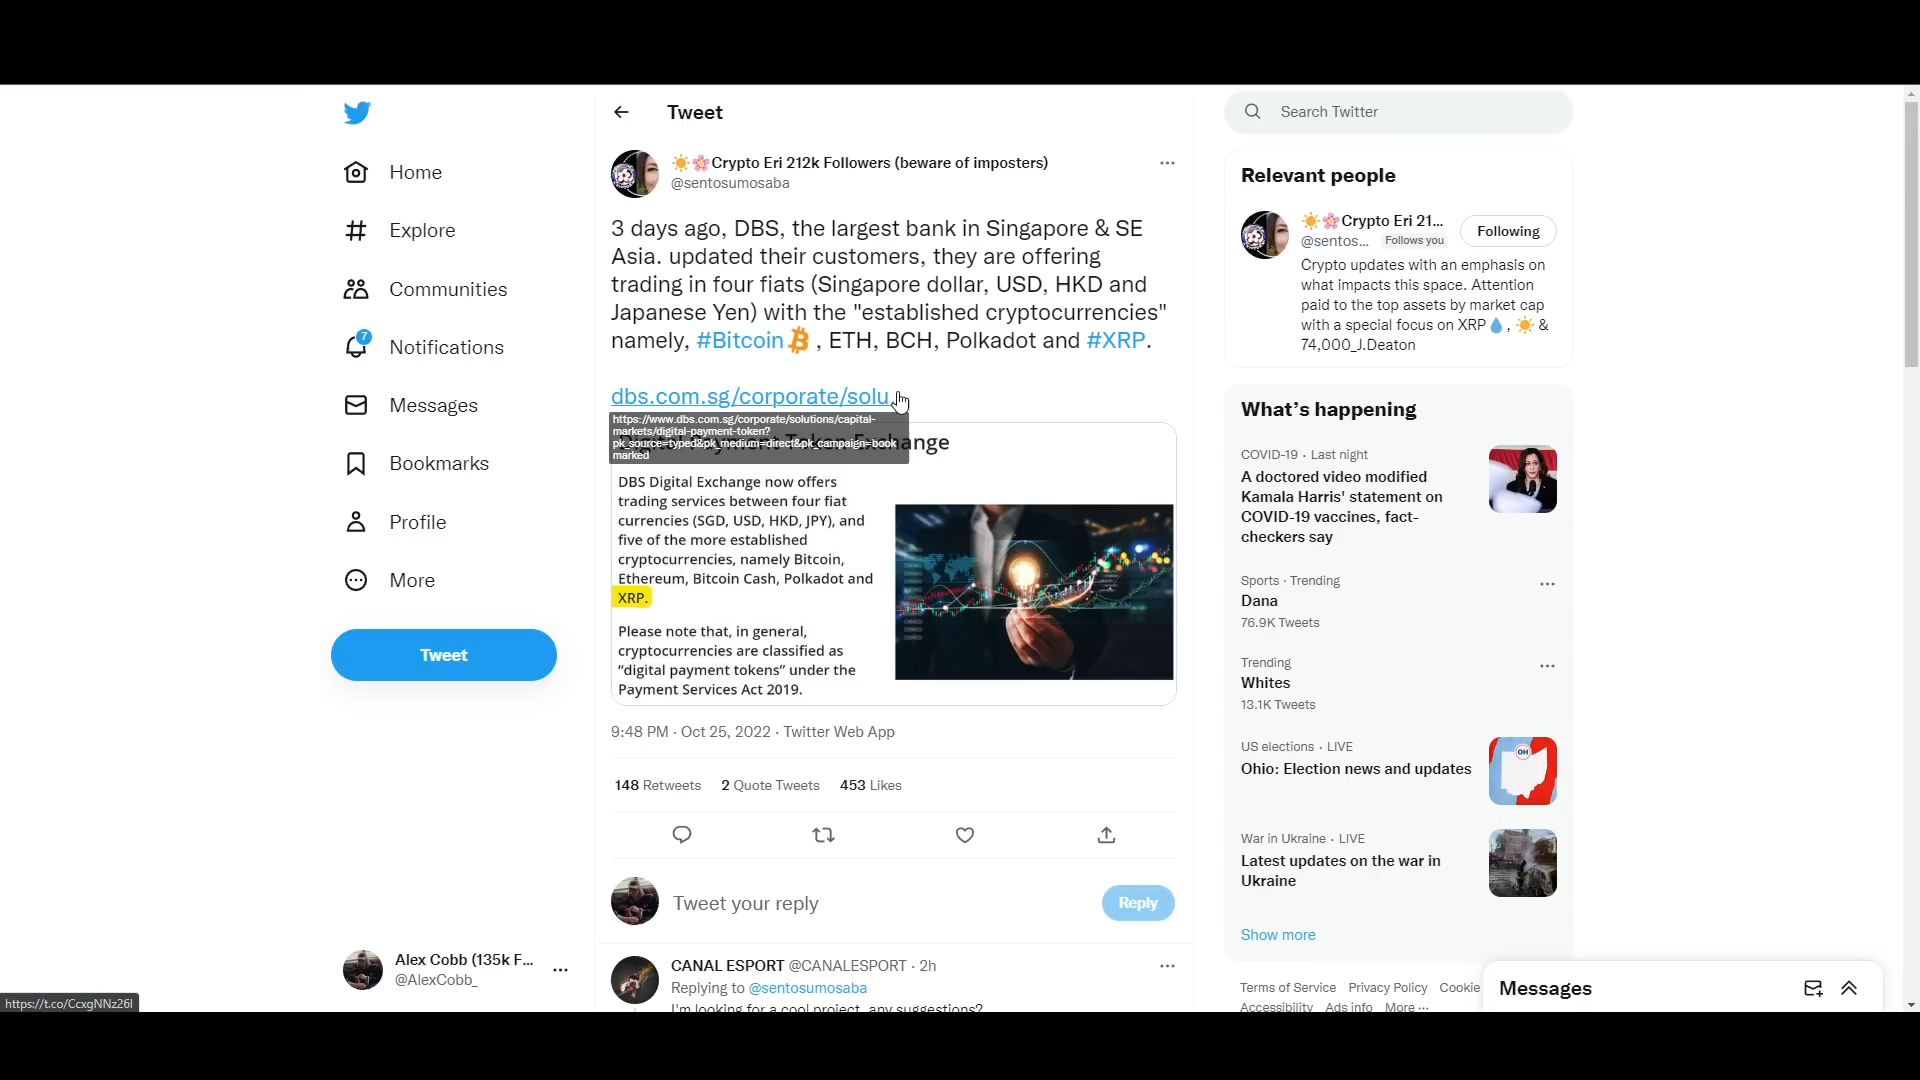 Home
Explore
Communities
7
Notifications
Messages
Bookmarks
Profile
More
Tweet
Alex Cobb (135k F...
@AlexCobb_
https://t.co/CcxgNNz26l
Tweet
Crypto Eri 212k Followers (beware of imposters)
@sentosumosaba
3 days ago, DBS, the largest bank in Singapore & SE
Asia. updated their customers, they are offering
trading in four fiats (Singapore dollar, USD, HKD and
Japanese Yen) with the "established cryptocurrencies"
namely, #Bitcoin , ETH, BCH, Polkadot and #XRP.
dbs.com.sg/corporate/solu
https://www.dbs.com.sg/corporate/solutions/capital-
markets/digital-payment-token?
pk_source=typed&pk_medium=direct&pk_campaign=book
marked
Digital Payment Token Exchange
DBS Digital Exchange now offers
trading services between four fiat
currencies (SGD, USD, HKD, JPY), and
five of the more established
cryptocurrencies, namely Bitcoin,
Ethereum, Bitcoin Cash, Polkadot and
XRP.
Please note that, in general,
cryptocurrencies are classified as
“digital payment tokens” under the
Payment Services Act 2019.
9:48 PM · Oct 25, 2022 · Twitter Web App
148 Retweets 2 Quote Tweets 453 Likes
Tweet your reply
Reply
CANAL ESPORT @CANALESPORT · 2h
Replying to @sentosumosaba
I'm looking for a cool project, any suggestions?
Search Twitter
Relevant people
Crypto Eri 21...
@sentos... Follows you
Following
Crypto updates with an emphasis on
what impacts this space. Attention
paid to the top assets by market cap
with a special focus on XRP , &
74,000_J.Deaton
What’s happening
COVID-19 · Last night
A doctored video modified
Kamala Harris' statement on
COVID-19 vaccines, fact-
checkers say
Sports · Trending
Dana
76.9K Tweets
Trending
Whites
13.1K Tweets
US elections · LIVE
Ohio: Election news and updates
OH
War in Ukraine · LIVE
Latest updates on the war in
Ukraine
Show more
Terms of Service Privacy Policy Cookie
Accessibility Ads info More ···
Messages